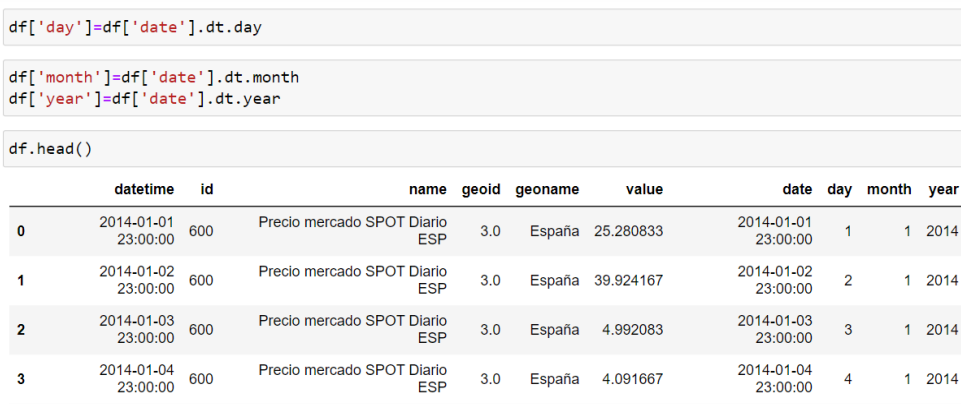 df['day']=df['date'].dt.day
df['month']=df['date'].dt.month
df['year']=df['date'].dt.year
df.head()
datetime id name geoid geoname value date day month year
0 2014-01-01 23:00:00 600 Precio mercado SPOT Diario ESP 3.0 España 25.280833 2014-01-01 23:00:00 1 1 2014
1 2014-01-02 23:00:00 600 Precio mercado SPOT Diario ESP 3.0 España 39.924167 2014-01-02 23:00:00 2 1 2014
2 2014-01-03 23:00:00 600 Precio mercado SPOT Diario ESP 3.0 España 4.992083 2014-01-03 23:00:00 3 1 2014
3 2014-01-04 23:00:00 600 Precio mercado SPOT Diario ESP 3.0 España 4.091667 2014-01-04 23:00:00 4 1 2014